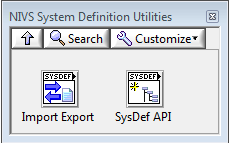 NIVS System Definition Utilities
Search Customize
SYSDEF SYSDEF
Import Export SysDef API